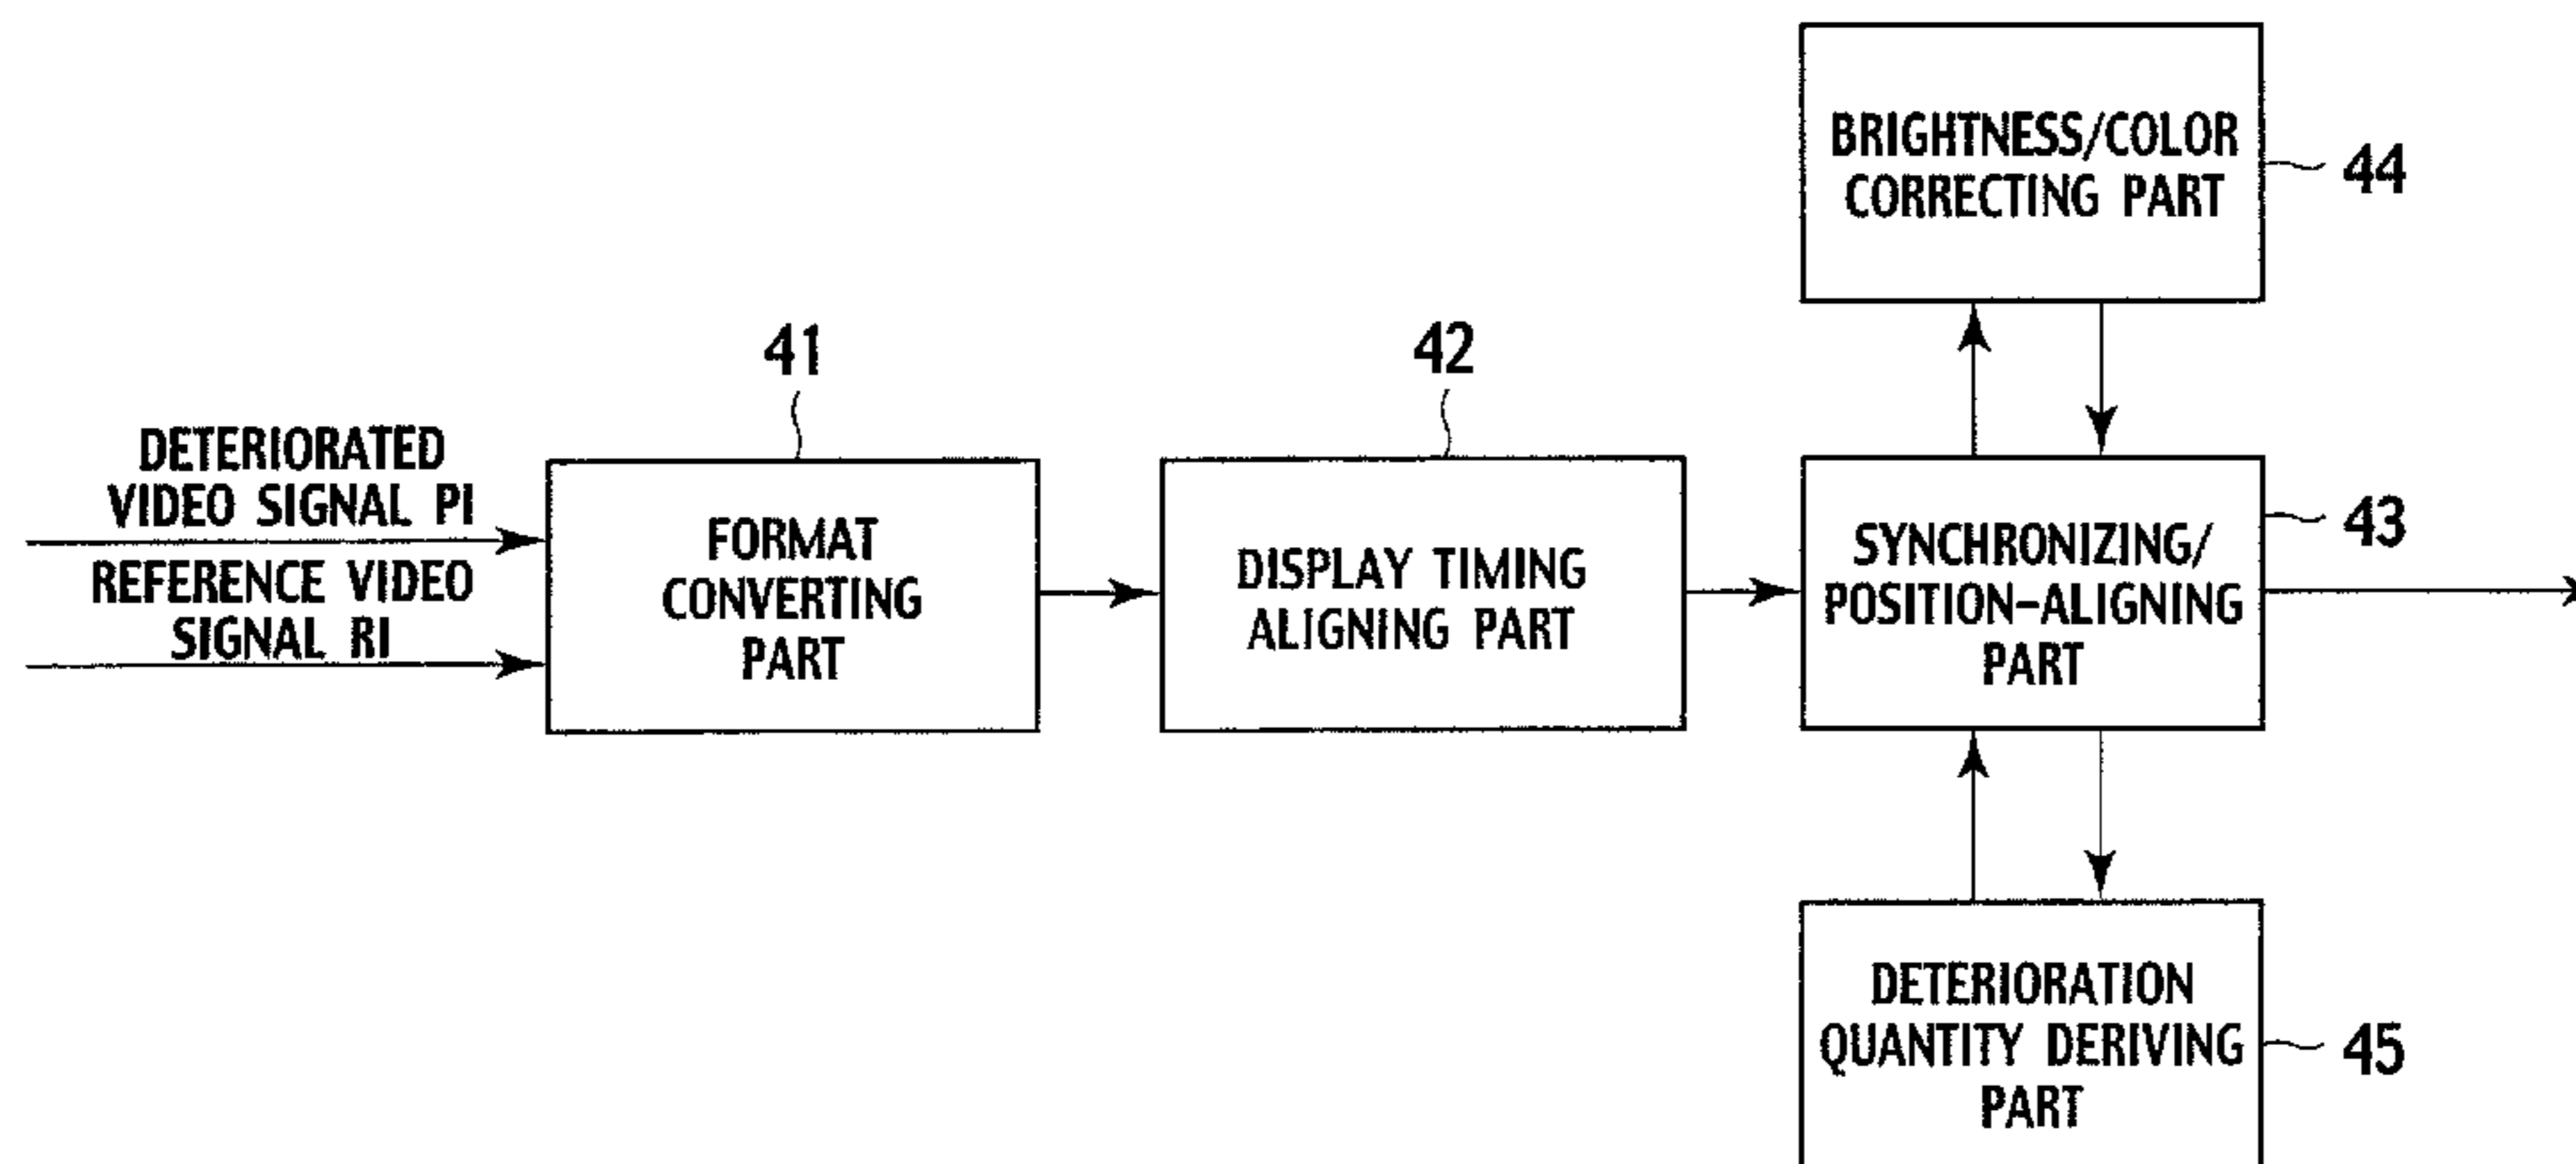 BRIGHTNESS/COLOR
CORRECTING PART
44
41
42
DETERIORATED
VIDEO SIGNAL PI
REFERENCE VIDEO
SIGNAL RI
FORMAT
CONVERTING
PART
DISPLAY TIMING
ALIGNING PART
SYNCHRONIZING/
POSITION-ALIGNING
PART
43
DETERIORATION
QUANTITY DERIVING
PART
45